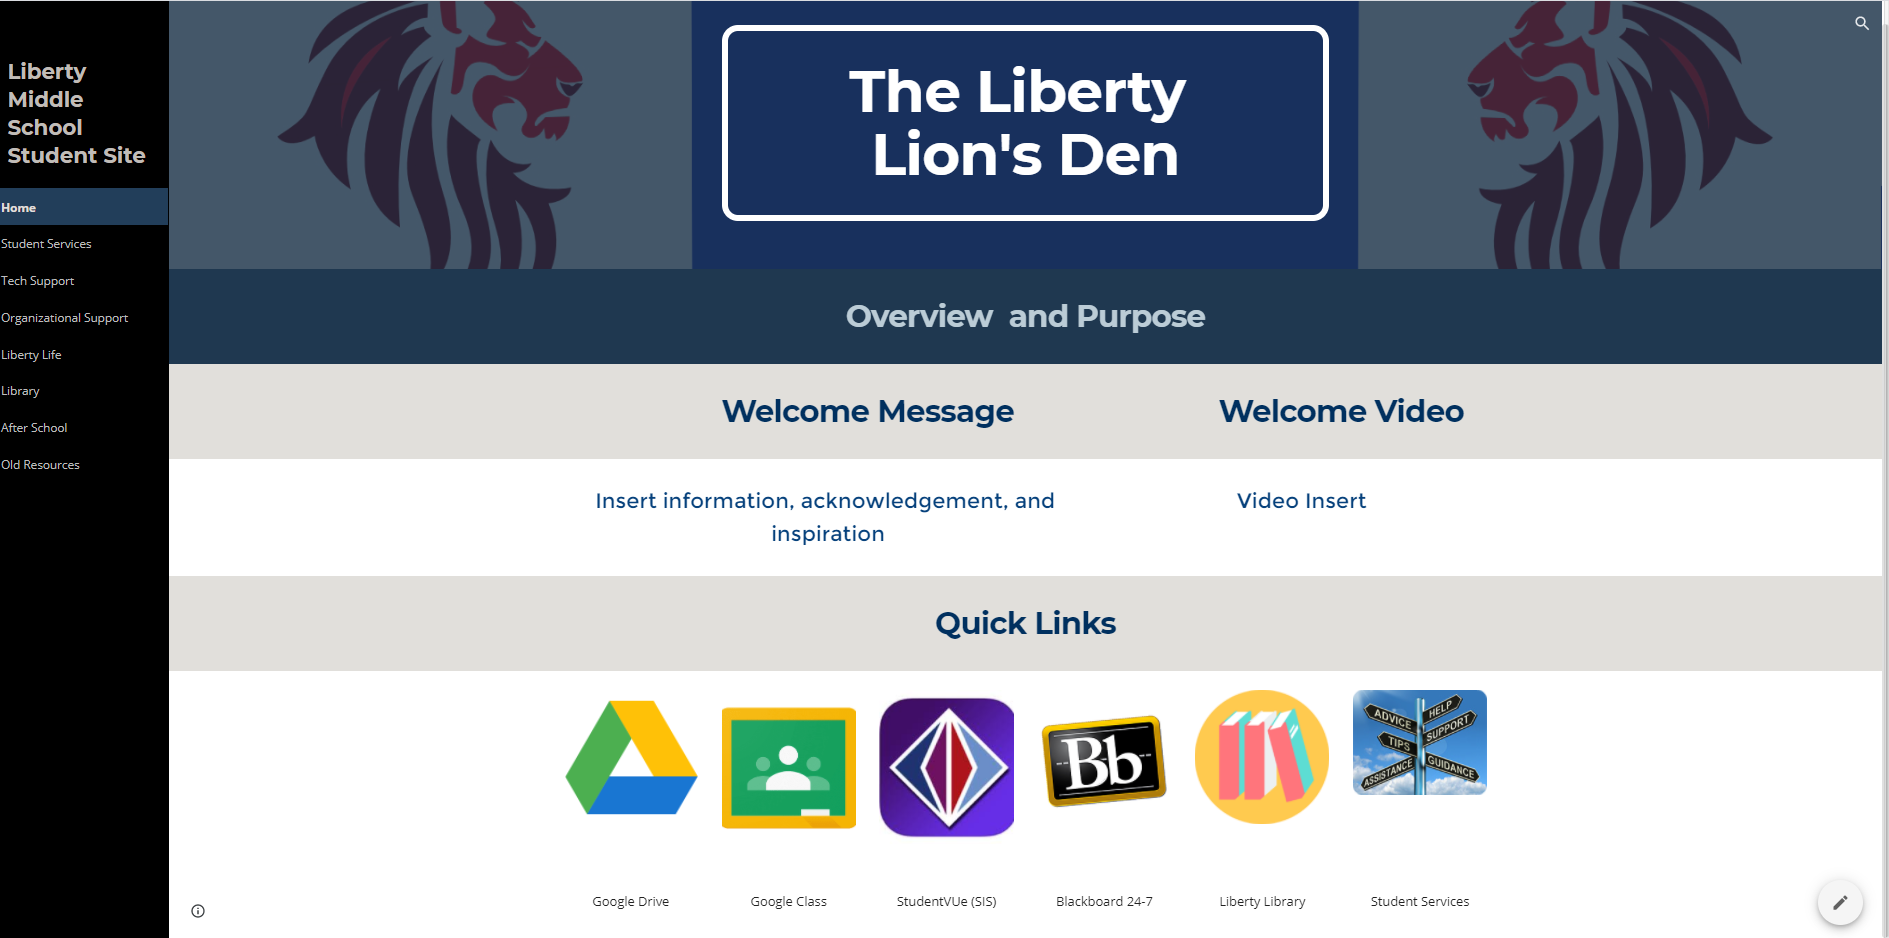 Liberty
Middle
School
Student Site
Home
Student Services
Tech Support
Organizational Support
Liberty Life
Library
After School
Old Resources
The Liberty
Lion's Den
Overview  and Purpose
Welcome Message
Welcome Video
Insert information, acknowledgement, and
inspiration
Video Insert
Quick Links
Bb
ADVICE
HELP
SUPPORT
TIPS
ASSISTANCE
GUIDANCE
Google Drive
Google Class
StudentVUe (SIS)
Blackboard 24-7
Liberty Library
Student Services